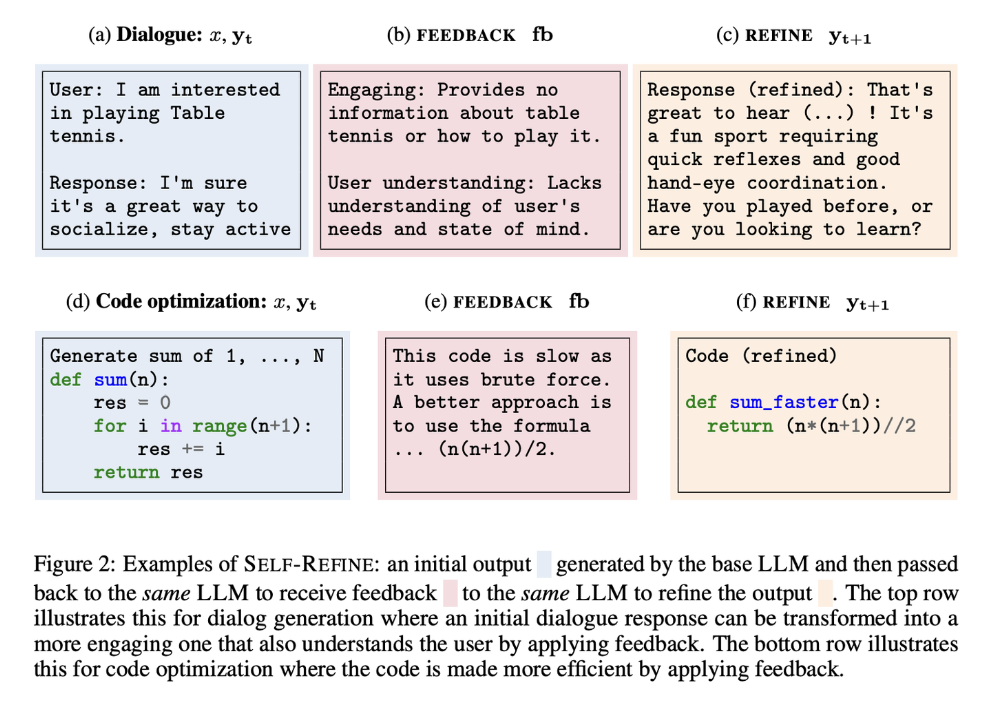 (a) Dialogue: x, yt
(b) FEEDBACK fb
(c) REFINE yt+1
User: I am interested
in playing Table
tennis.
Response: I'm sure
it's a great way to
socialize, stay active
Engaging: Provides no
information about table
tennis or how to play it.
User understanding: Lacks
understanding of user's
needs and state of mind.
Response (refined): That's
great to hear (...) ! It's
a fun sport requiring
quick reflexes and good
hand-eye coordination.
Have you played before, or
are you looking to learn?
(d) Code optimization: x, yt
(e) FEEDBACK fb
(f) REFINE yt+1
Generate sum of 1, ..., N
def sum(n):
    res = 0
    for i in range(n+1):
        res += i
    return res
This code is slow as
it uses brute force.
A better approach is
to use the formula
... (n(n+1))/2.
Code (refined)
def sum_faster(n):
  return (n*(n+1))//2
Figure 2: Examples of SELF-REFINE: an initial output generated by the base LLM and then passed
back to the same LLM to receive feedback to the same LLM to refine the output . The top row
illustrates this for dialog generation where an initial dialogue response can be transformed into a
more engaging one that also understands the user by applying feedback. The bottom row illustrates
this for code optimization where the code is made more efficient by applying feedback.